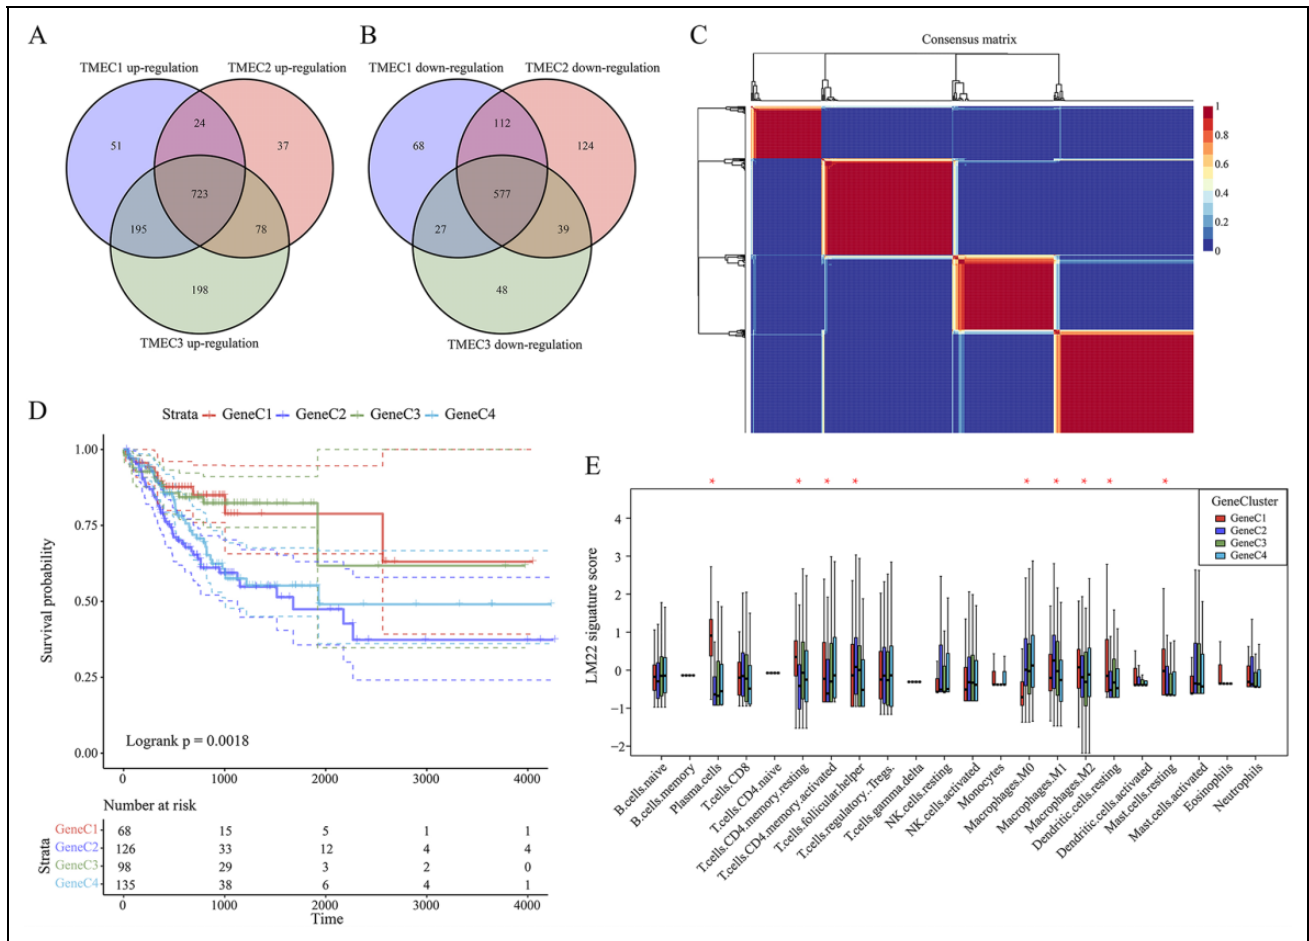 A
TMEC1 up-regulation
TMEC2 up-regulation
51
24
37
723
195
78
198
TMEC3 up-regulation
B
TMEC1 down-regulation
TMEC2 down-regulation
68
112
124
577
27
39
48
TMEC3 down-regulation
C
Consensus matrix
1
0.8
0.6
0.4
0.2
0
D
Strata GeneC1 GeneC2 GeneC3 GeneC4
Survival probability
1.00
0.75
0.50
0.25
0.00
Logrank p = 0.0018
0 1000 2000 3000 4000
Number at risk
Strata
GeneC1 68 15 5 1 1
GeneC2 126 33 12 4 4
GeneC3 98 29 3 2 0
GeneC4 135 38 6 4 1
0 1000 2000 3000 4000
Time
E
* * * * * * * * *
GeneCluster
GeneC1
GeneC2
GeneC3
GeneC4
LM22 siguature score
4
3
2
1
0
−1
−2
B.cells.naive
B.cells.memory
Plasma.cells
T.cells.CD8
T.cells.CD4.naive
T.cells.CD4.memory.resting
T.cells.CD4.memory.activated
T.cells.follicular.helper
T.cells.regulatory..Tregs.
T.cells.gamma.delta
NK.cells.resting
NK.cells.activated
Monocytes
Macrophages.M0
Macrophages.M1
Macrophages.M2
Dendritic.cells.resting
Dendritic.cells.activated
Mast.cells.resting
Mast.cells.activated
Eosinophils
Neutrophils